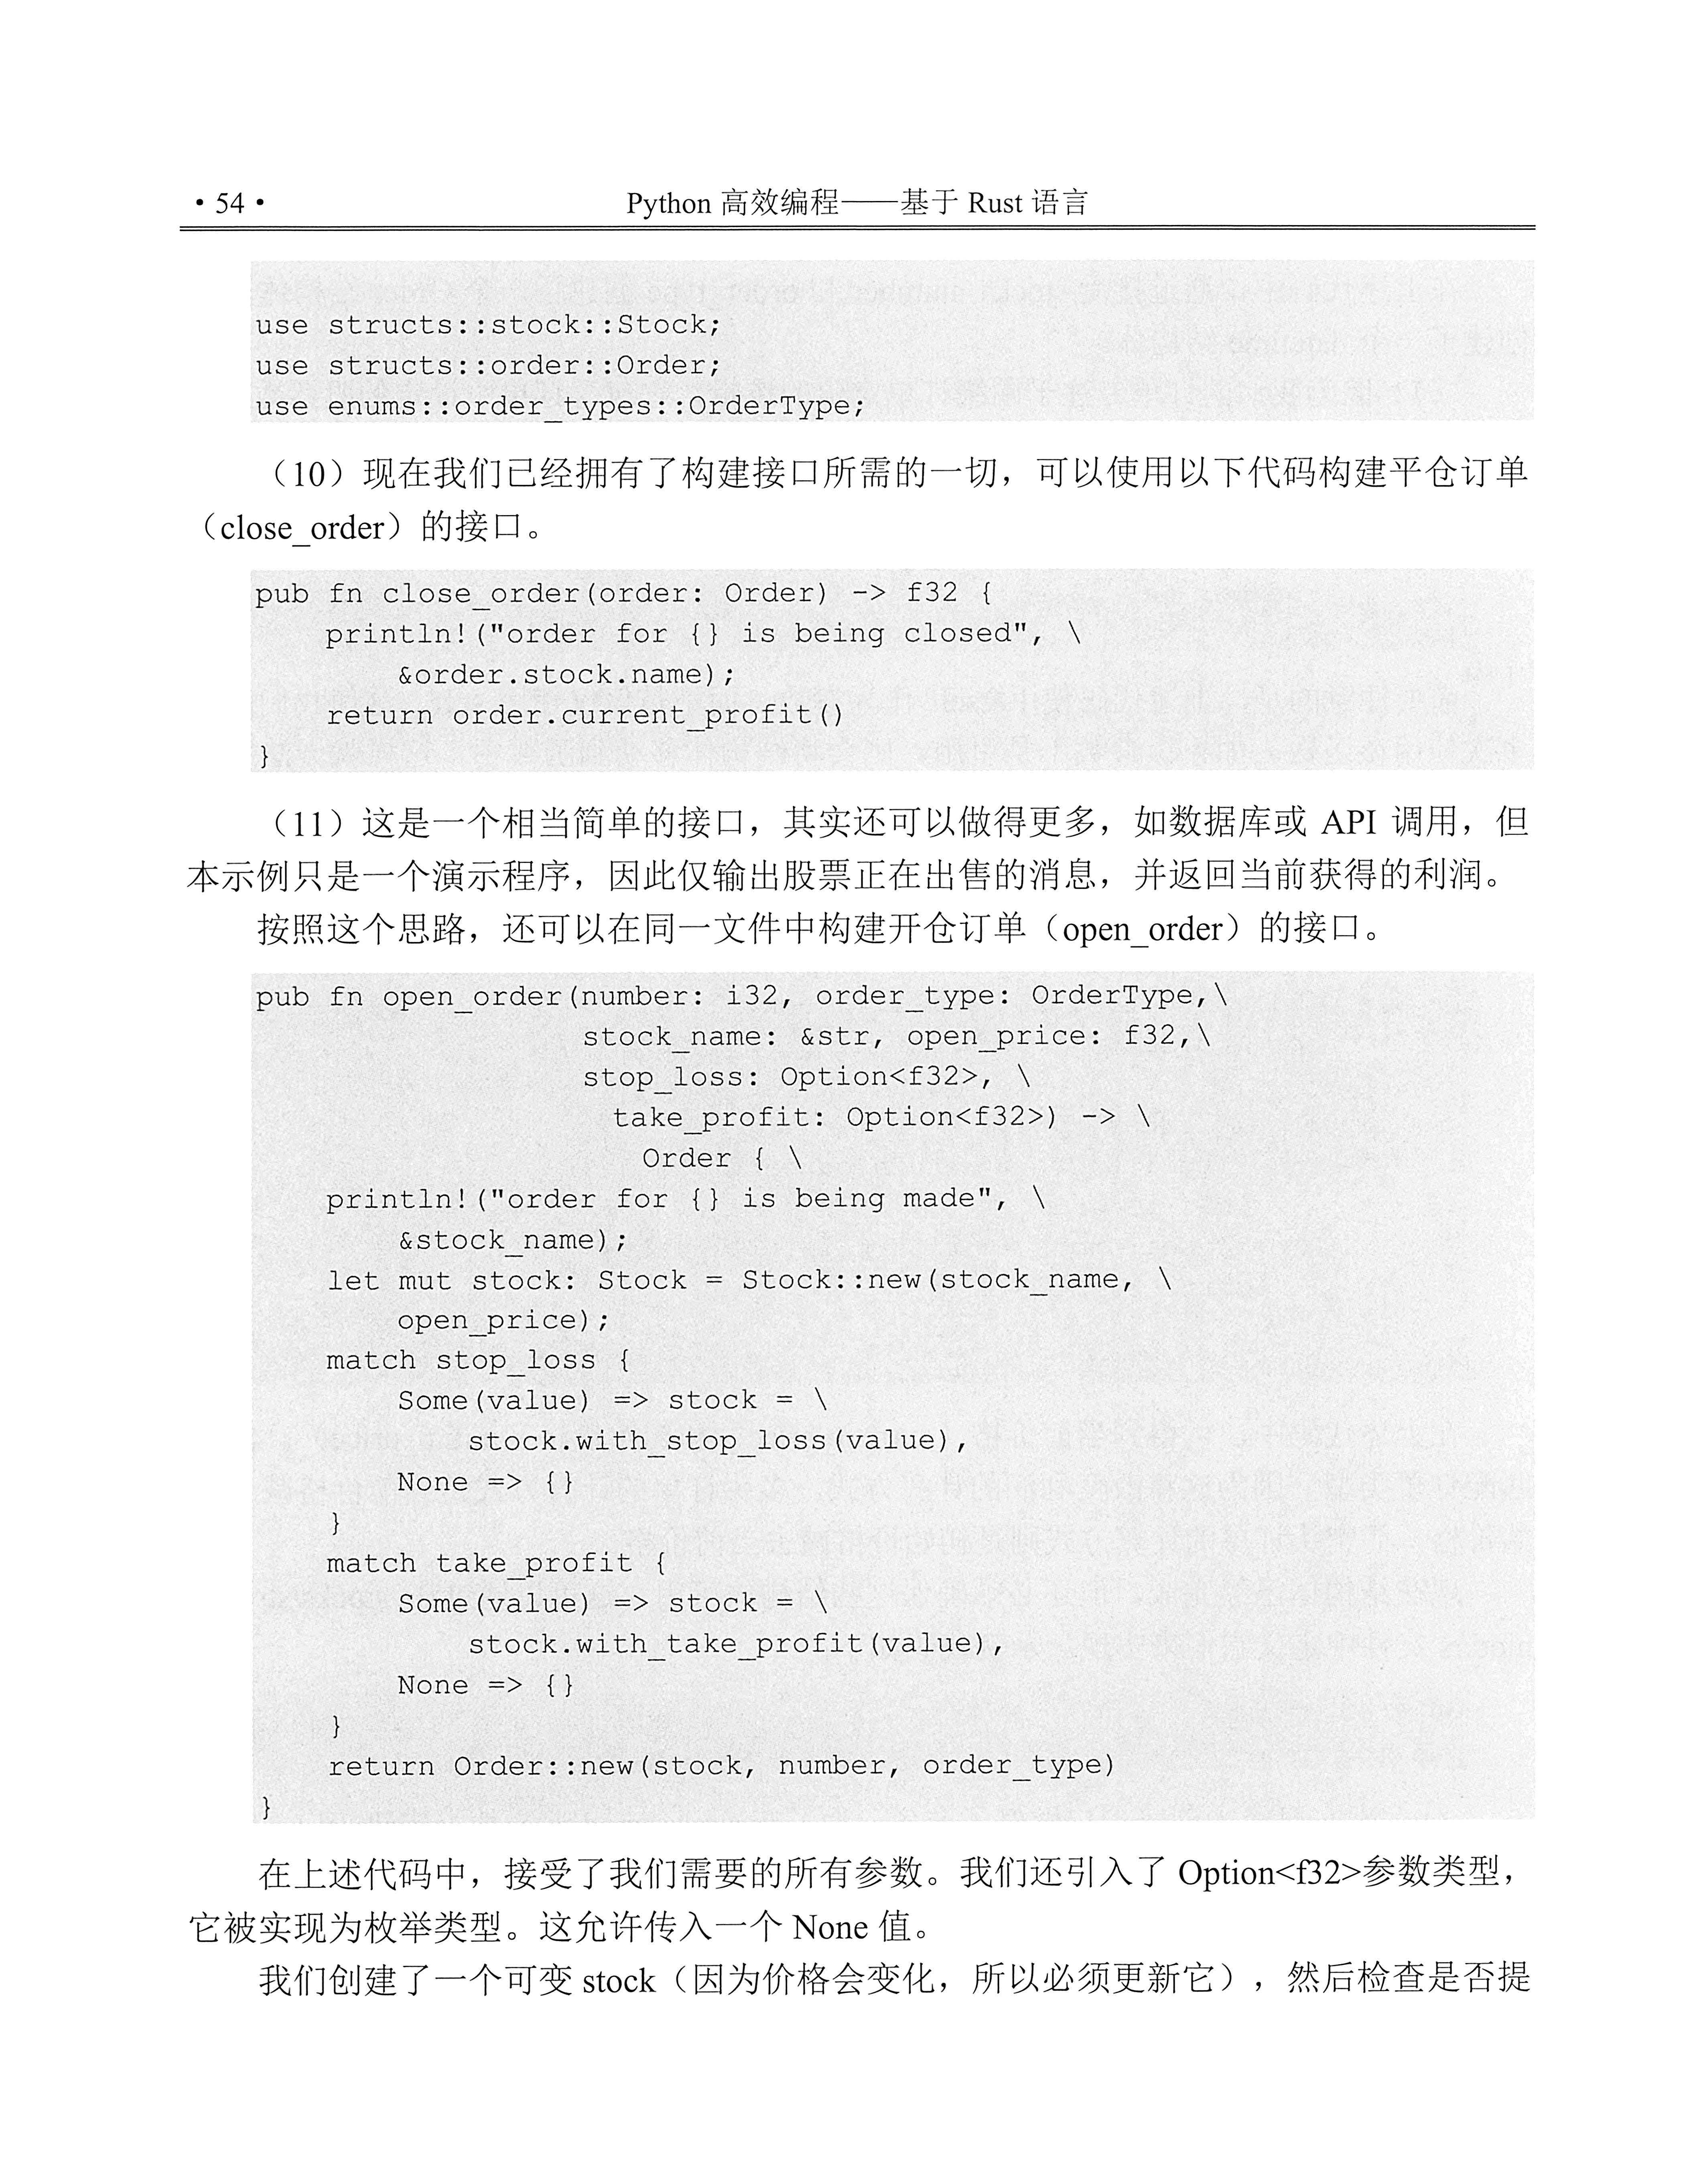 • 54 •
Python 高效编程——基于 Rust 语言
use structs::stock::Stock;
use structs::order::Order;
use enums::order_types::OrderType;
（10）现在我们已经拥有了构建接口所需的一切，可以使用以下代码构建平仓订单
（close_order）的接口。
pub fn close_order(order: Order) -> f32 {
    println!("order for {} is being closed", \
        &order.stock.name);
    return order.current_profit()
}
（11）这是一个相当简单的接口，其实还可以做得更多，如数据库或 API 调用，但
本示例只是一个演示程序，因此仅输出股票正在出售的消息，并返回当前获得的利润。
按照这个思路，还可以在同一文件中构建开仓订单（open_order）的接口。
pub fn open_order(number: i32, order_type: OrderType,\
                  stock_name: &str, open_price: f32,\
                  stop_loss: Option<f32>, \
                    take_profit: Option<f32>) -> \
                      Order { \
    println!("order for {} is being made", \
        &stock_name);
    let mut stock: Stock = Stock::new(stock_name, \
        open_price);
    match stop_loss {
        Some(value) => stock = \
            stock.with_stop_loss(value),
        None => {}
    }
    match take_profit {
        Some(value) => stock = \
            stock.with_take_profit(value),
        None => {}
    }
    return Order::new(stock, number, order_type)
}
在上述代码中，接受了我们需要的所有参数。我们还引入了 Option<f32>参数类型，
它被实现为枚举类型。这允许传入一个 None 值。
我们创建了一个可变 stock（因为价格会变化，所以必须更新它），然后检查是否提